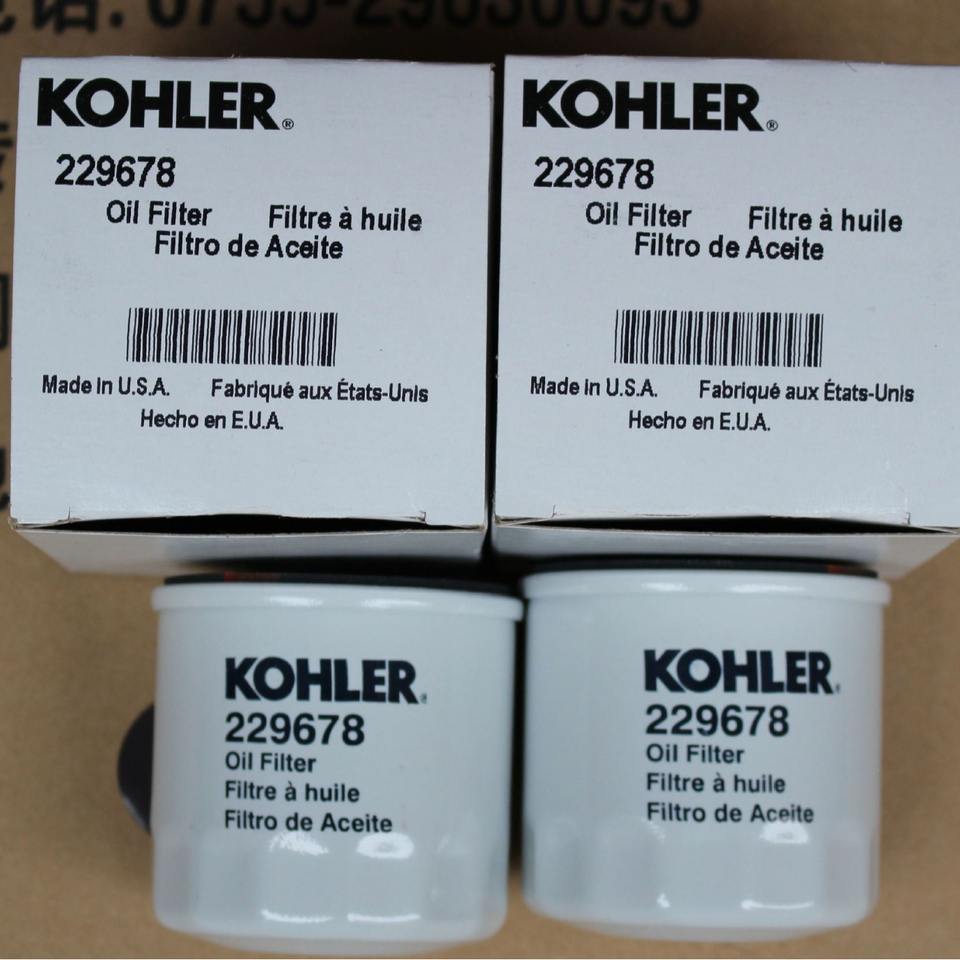 0755-29630093
KOHLER®
229678
Oil Filter Filtre à huile
Filtro de Aceite
Made in U.S.A. Fabriqué aux États-Unis
Hecho en E.U.A.
KOHLER®
229678
Oil Filter Filtre à huile
Filtro de Aceite
Made in U.S.A. Fabriqué aux États-Unis
Hecho en E.U.A.
KOHLER®
229678
Oil Filter
Filtre à huile
Filtro de Aceite
KOHLER®
229678
Oil Filter
Filtre à huile
Filtro de Aceite